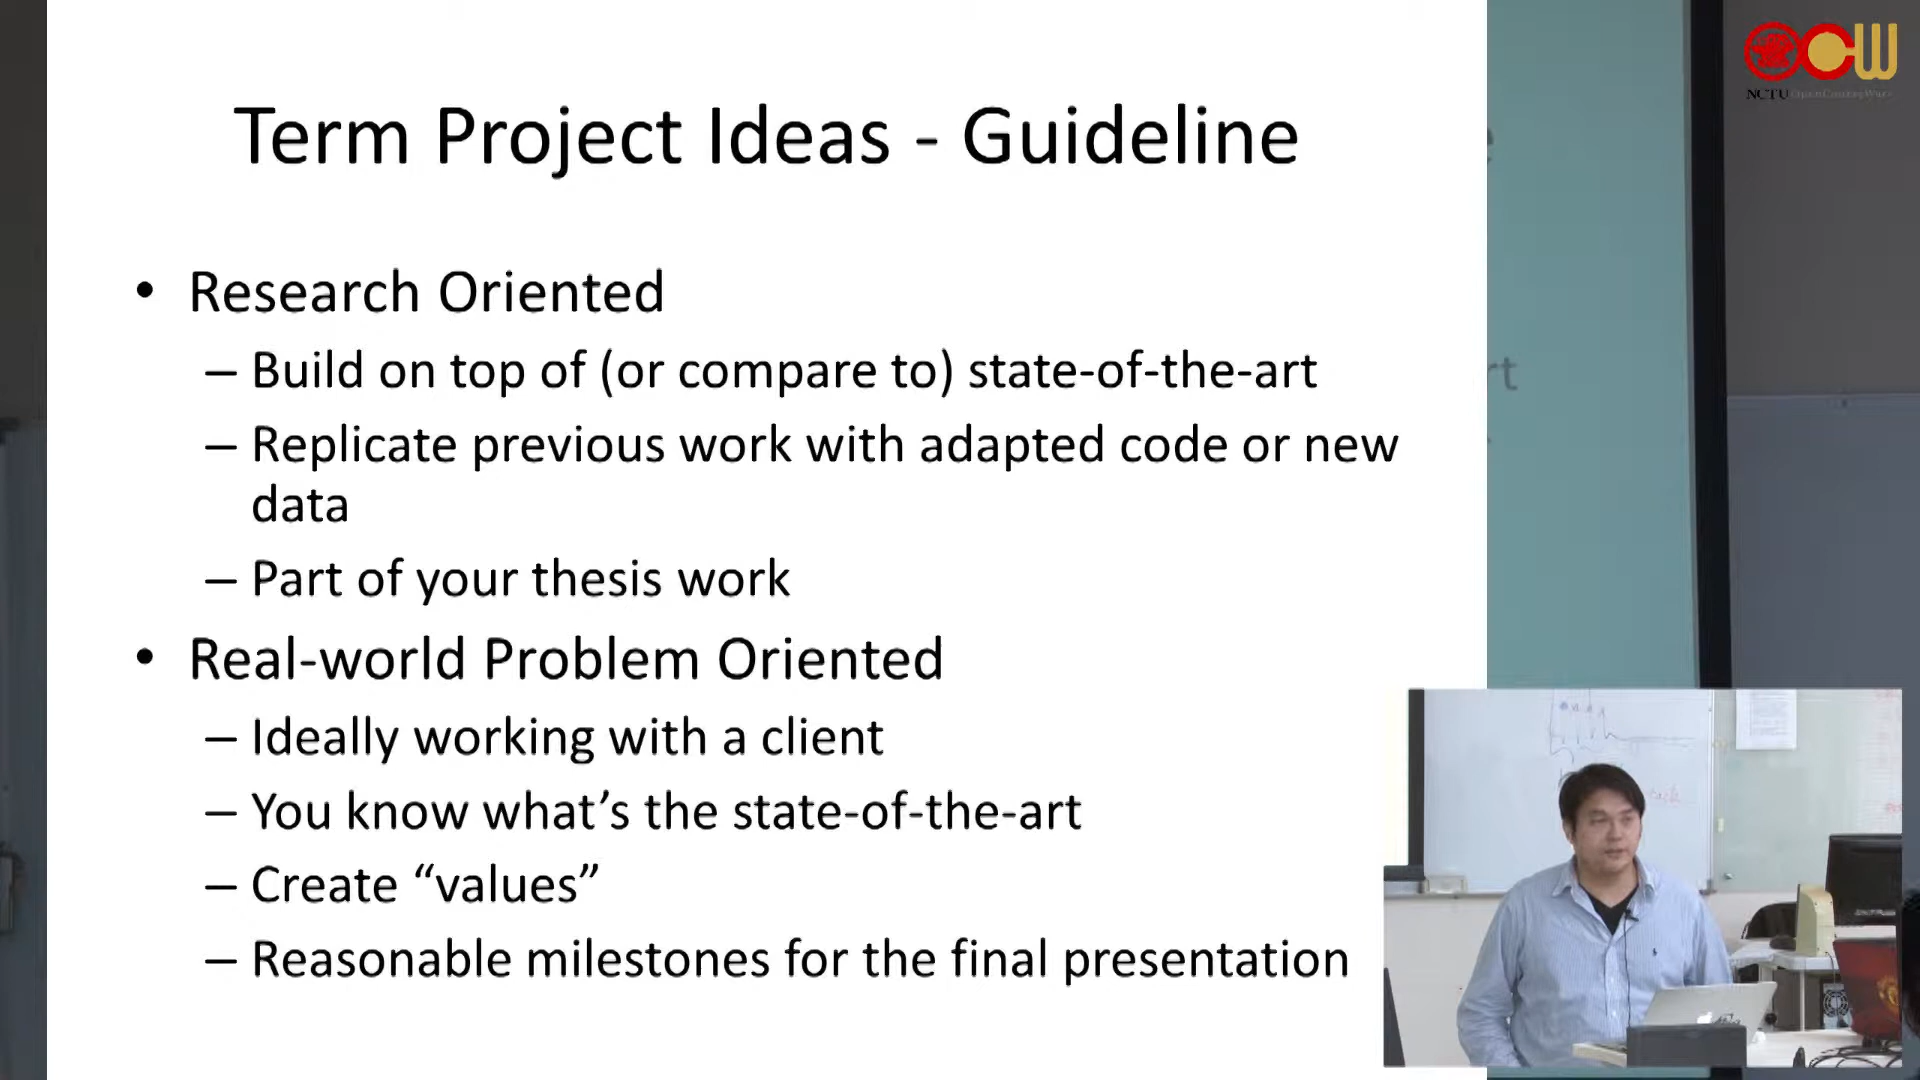 Term Project Ideas - Guideline
• Research Oriented
– Build on top of (or compare to) state-of-the-art
– Replicate previous work with adapted code or new
data
– Part of your thesis work
• Real-world Problem Oriented
– Ideally working with a client
– You know what’s the state-of-the-art
– Create “values”
– Reasonable milestones for the final presentation
NCTU OpenCourseWare